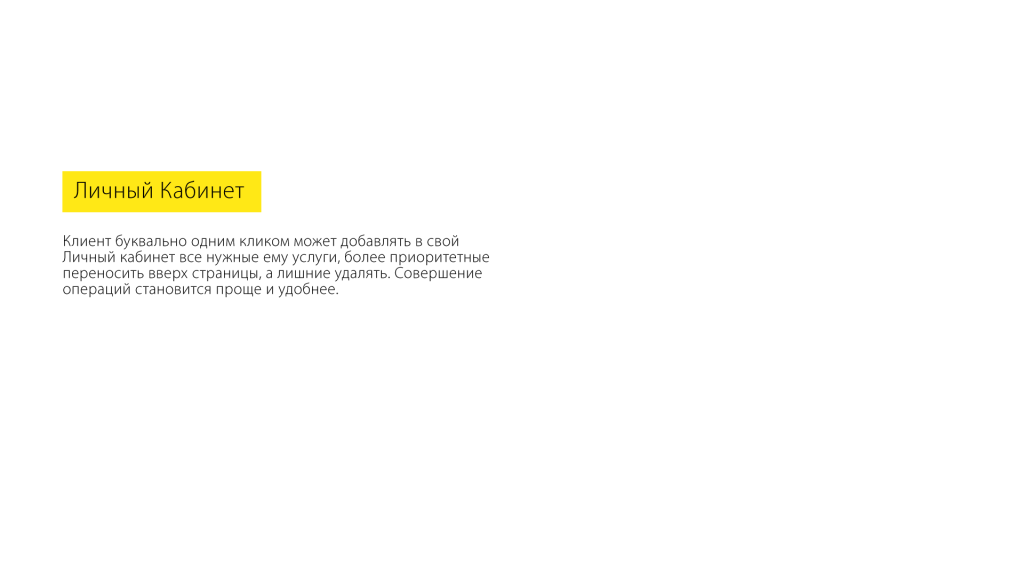 Личный Кабинет
Клиент буквально одним кликом может добавлять в свой
Личный кабинет все нужные ему услуги, более приоритетные
переносить вверх страницы, а лишние удалять. Совершение
операций становится проще и удобнее.